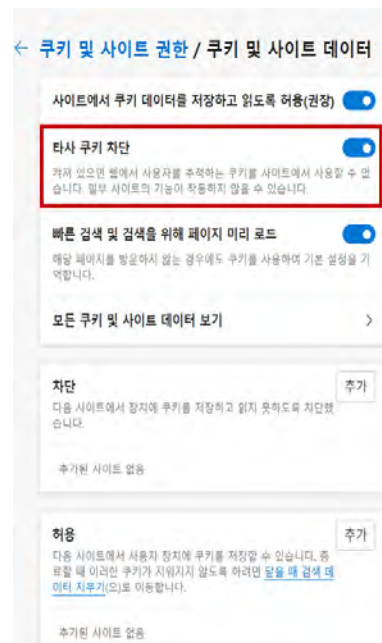 ← 쿠키 및 사이트 권한 / 쿠키 및 사이트 데이터
사이트에서 쿠키 데이터를 저장하고 읽도록 허용(권장)
타사 쿠키 차단
켜져 있으면 웹에서 사용자를 추적하는 쿠키를 사이트에서 사용할 수 없
습니다. 일부 사이트의 기능이 작동하지 않을 수 있습니다.
빠른 검색 및 검색을 위해 페이지 미리 로드
해당 페이지를 방문하지 않는 경우에도 쿠키를 사용하여 기본 설정을 기
억합니다.
모든 쿠키 및 사이트 데이터 보기
차단
추가
다음 사이트에서 장치에 쿠키를 저장하고 읽지 못하도록 차단했
습니다.
추가된 사이트 없음
허용
추가
다음 사이트에서 사용자 장치에 쿠키를 저장할 수 있습니다. 종
료할 때 이러한 쿠키가 지워지지 않도록 하려면 닫을 때 검색 데
이터 지우기(으)로 이동합니다.
추가된 사이트 없음